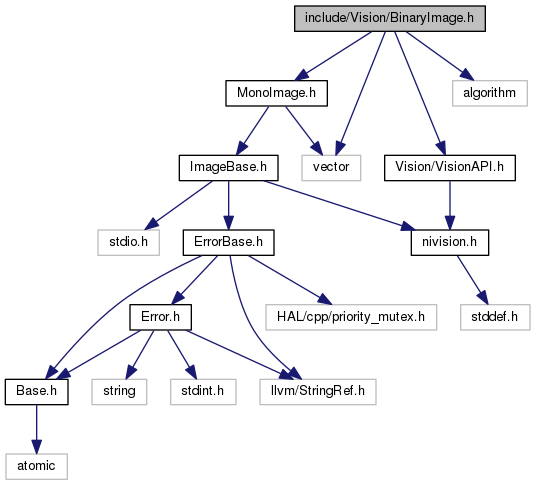 include/Vision/BinaryImage.h
MonoImage.h
algorithm
ImageBase.h
vector
Vision/VisionAPI.h
stdio.h
ErrorBase.h
nivision.h
Error.h
HAL/cpp/priority_mutex.h
stddef.h
Base.h
string
stdint.h
llvm/StringRef.h
atomic